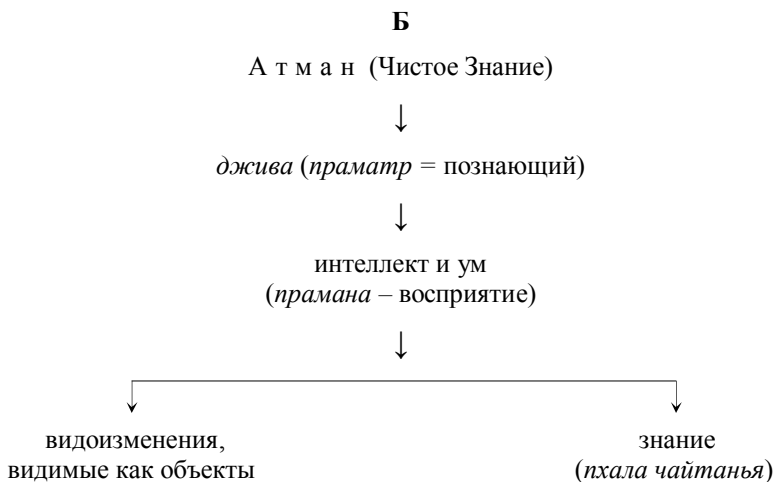 Б
А т м а н (Чистое Знание)
джива (праматр = познающий)
интеллект и ум
(прамана – восприятие)
видоизменения,
видимые как объекты
знание
(пхала чайтанья)